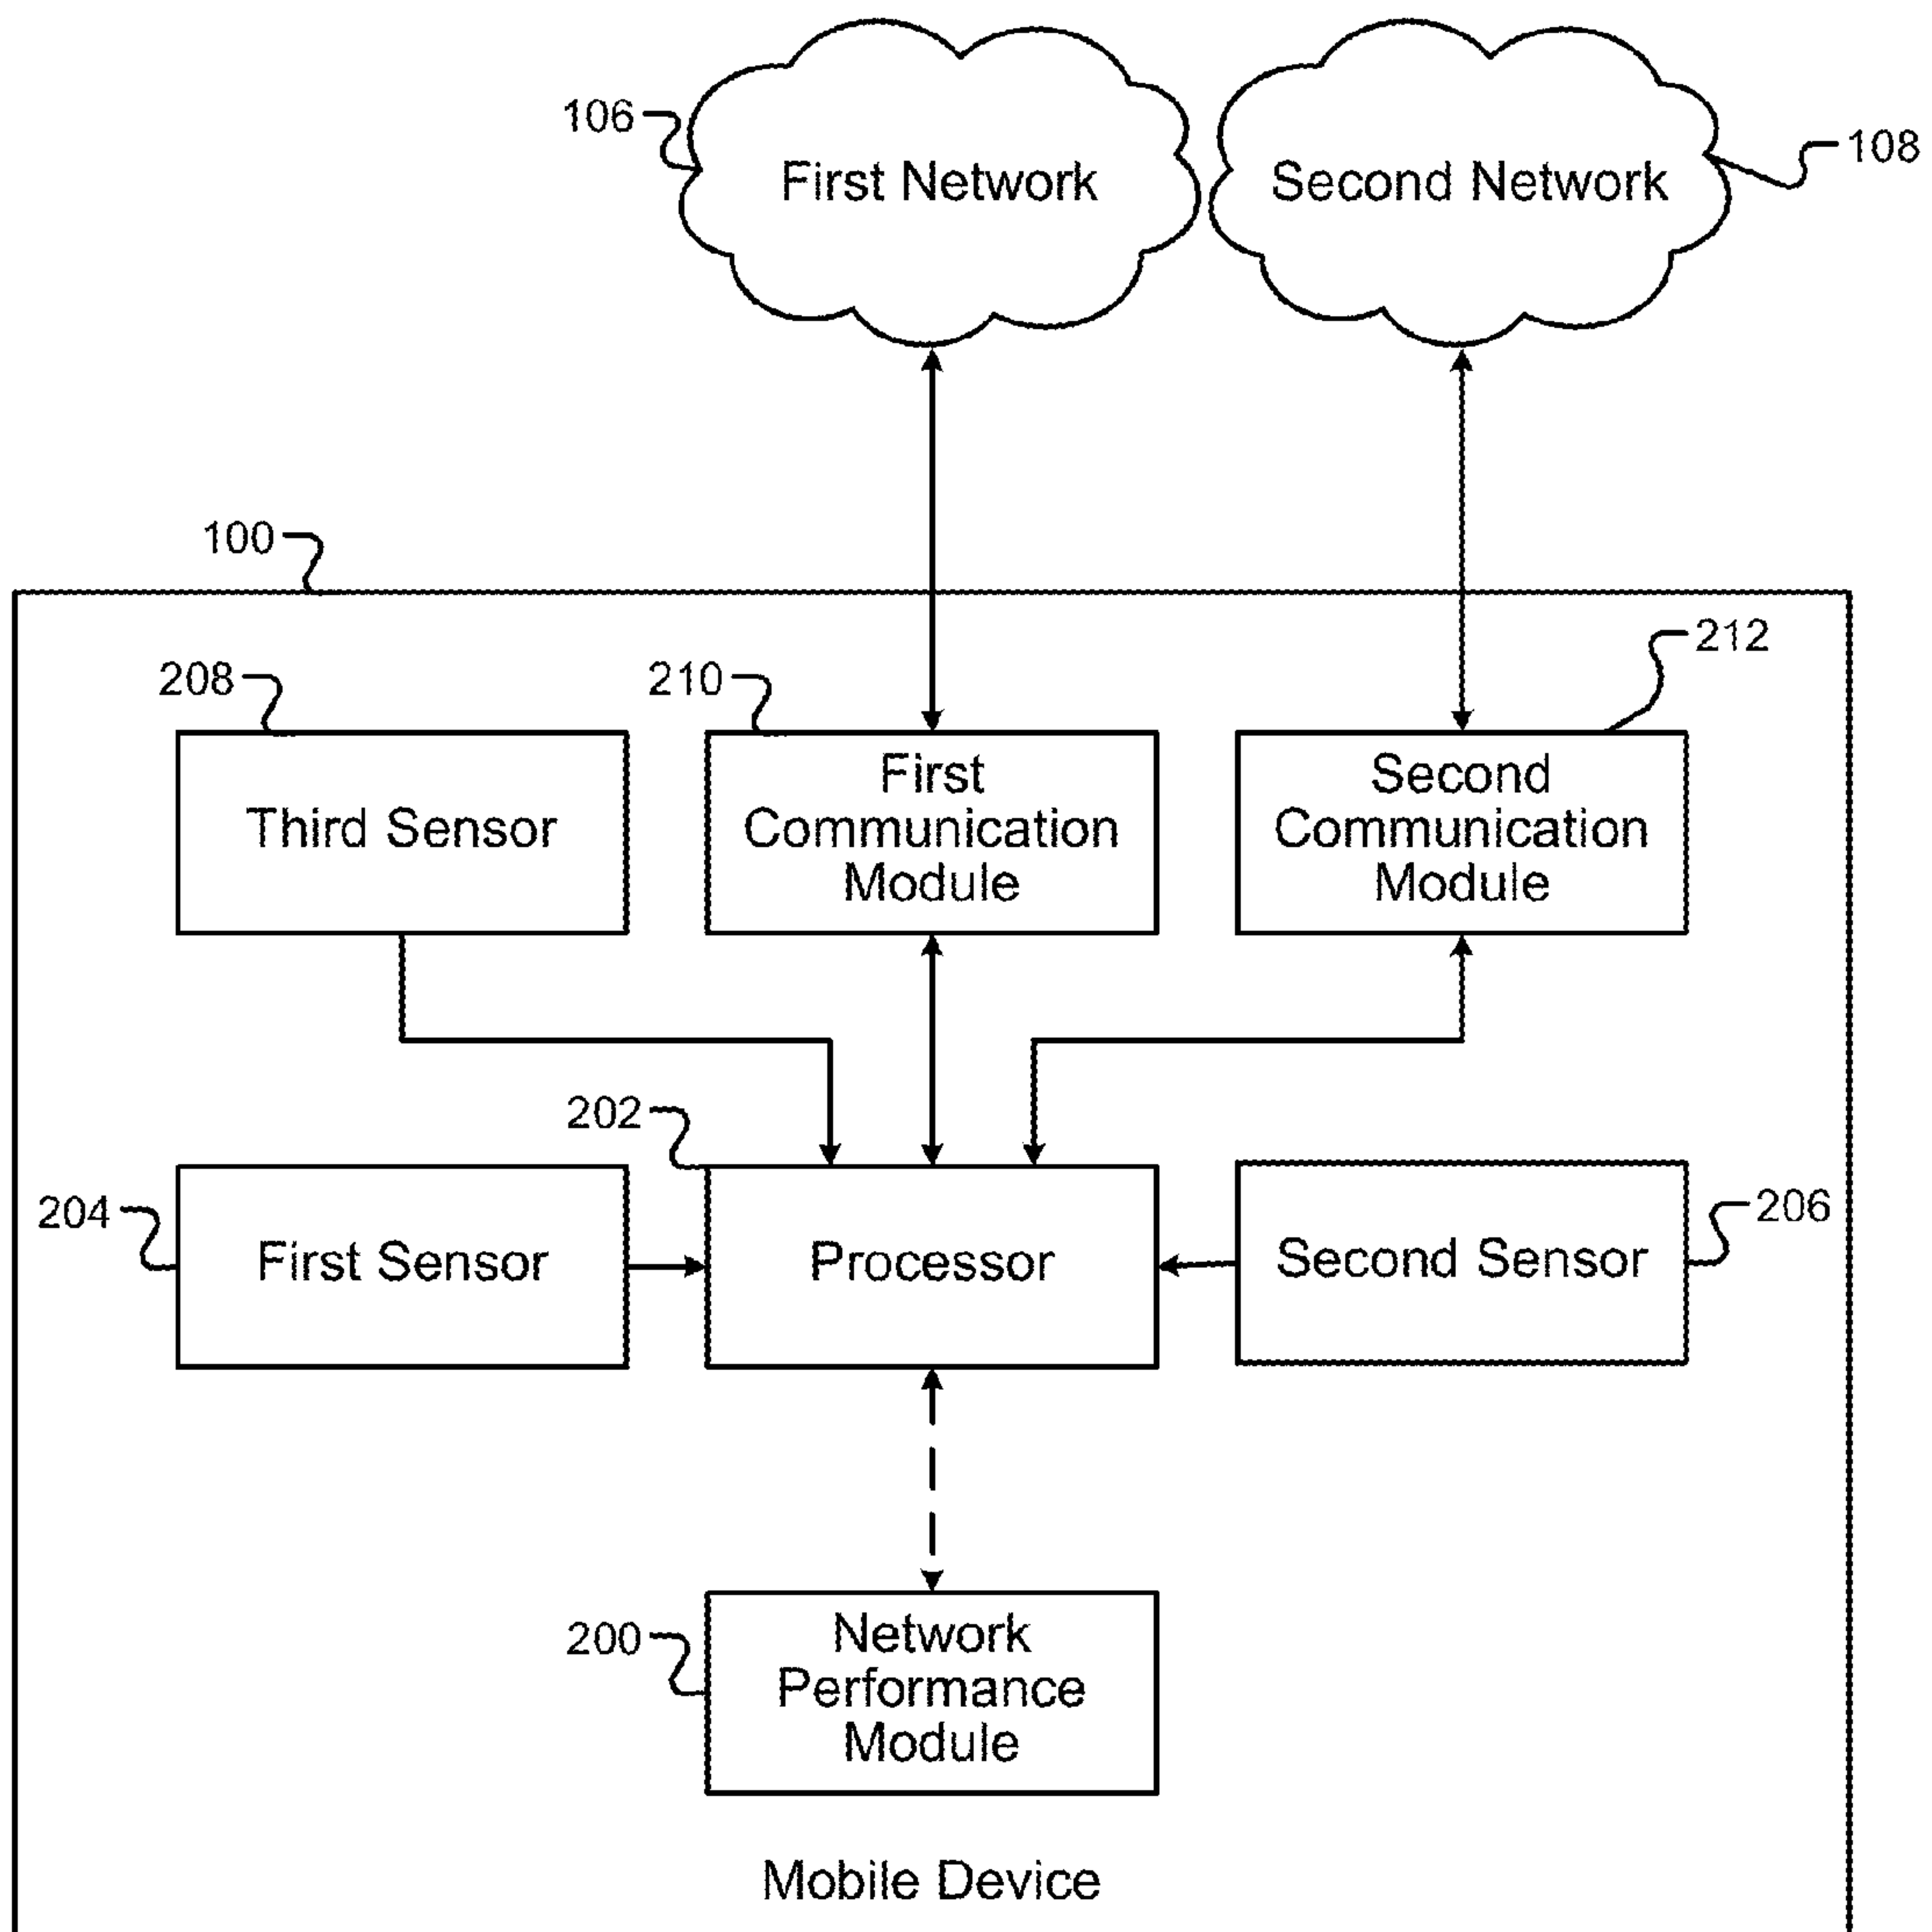 106
First Network
Second Network
108
100
208
210
212
Third Sensor
First
Communication
Module
Second
Communication
Module
202
204
First Sensor
Processor
Second Sensor
206
200
Network
Performance
Module
Mobile Device